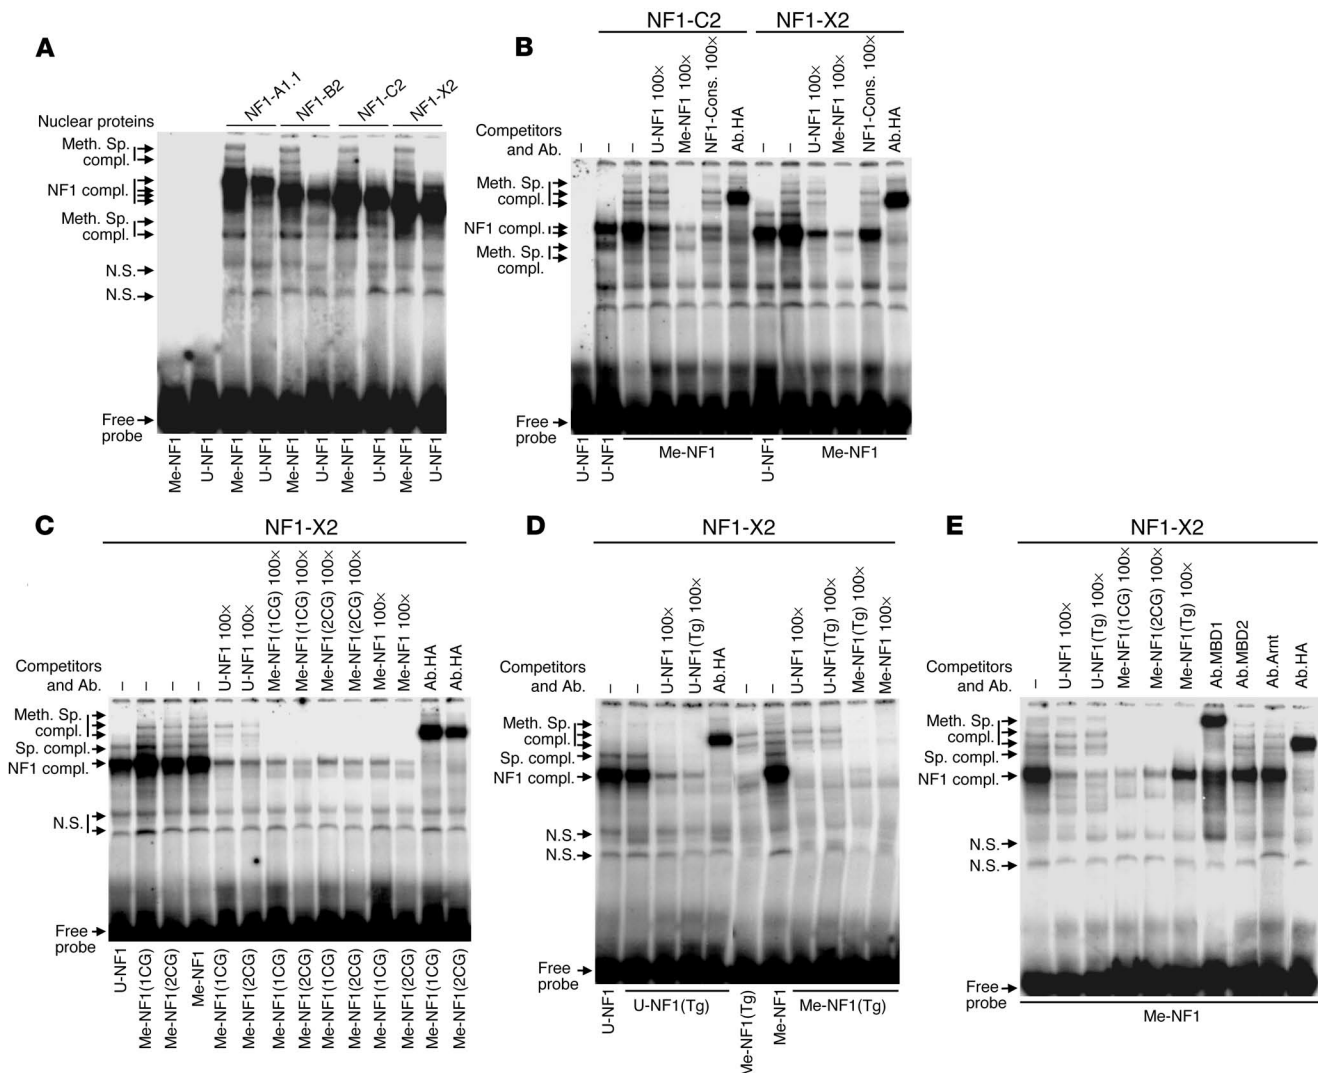 A
NF1-A1.1
NF1-B2
NF1-C2
NF1-X2
Nuclear proteins
Meth. Sp.
compl.
NF1 compl.
Meth. Sp.
compl.
N.S.
N.S.
Free
probe
Me-NF1
U-NF1
Me-NF1
U-NF1
Me-NF1
U-NF1
Me-NF1
U-NF1
Me-NF1
U-NF1
B
NF1-C2
NF1-X2
Competitors
and Ab.
–
–
–
U-NF1 100×
Me-NF1 100×
NF1-Cons. 100×
Ab.HA
–
–
U-NF1 100×
Me-NF1 100×
NF1-Cons. 100×
Ab.HA
Meth. Sp.
compl.
NF1 compl.
Meth. Sp.
compl.
Free
probe
U-NF1
U-NF1
Me-NF1
U-NF1
Me-NF1
C
NF1-X2
Competitors
and Ab.
–
–
–
–
U-NF1 100×
U-NF1 100×
Me-NF1(1CG) 100×
Me-NF1(1CG) 100×
Me-NF1(2CG) 100×
Me-NF1(2CG) 100×
Me-NF1 100×
Me-NF1 100×
Ab.HA
Ab.HA
Meth. Sp.
compl.
Sp. compl.
NF1 compl.
N.S.
Free
probe
U-NF1
Me-NF1(1CG)
Me-NF1(2CG)
Me-NF1
Me-NF1(1CG)
Me-NF1(2CG)
Me-NF1(1CG)
Me-NF1(2CG)
Me-NF1(1CG)
Me-NF1(2CG)
Me-NF1(1CG)
Me-NF1(2CG)
Me-NF1(1CG)
Me-NF1(2CG)
D
NF1-X2
Competitors
and Ab.
–
–
U-NF1 100×
U-NF1(Tg) 100×
Ab.HA
–
–
U-NF1 100×
U-NF1(Tg) 100×
Me-NF1(Tg) 100×
Me-NF1 100×
Meth. Sp.
compl.
Sp. compl.
NF1 compl.
N.S.
N.S.
Free
probe
U-NF1
U-NF1(Tg)
Me-NF1(Tg)
Me-NF1
Me-NF1(Tg)
E
NF1-X2
Competitors
and Ab.
–
U-NF1 100×
U-NF1(Tg) 100×
Me-NF1(1CG) 100×
Me-NF1(2CG) 100×
Me-NF1(Tg) 100×
Ab.MBD1
Ab.MBD2
Ab.Arnt
Ab.HA
Meth. Sp.
compl.
Sp. compl.
NF1 compl.
N.S.
N.S.
Free
probe
Me-NF1